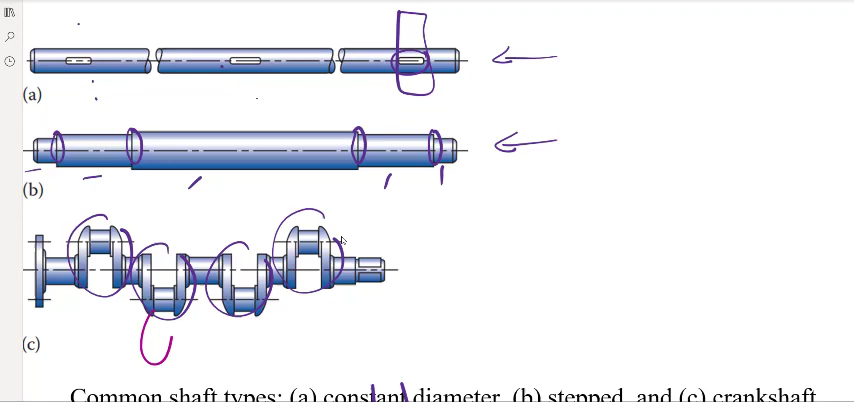 (a)
(b)
(c)
Common shaft types: (a) constant diameter, (b) stepped, and (c) crankshaft